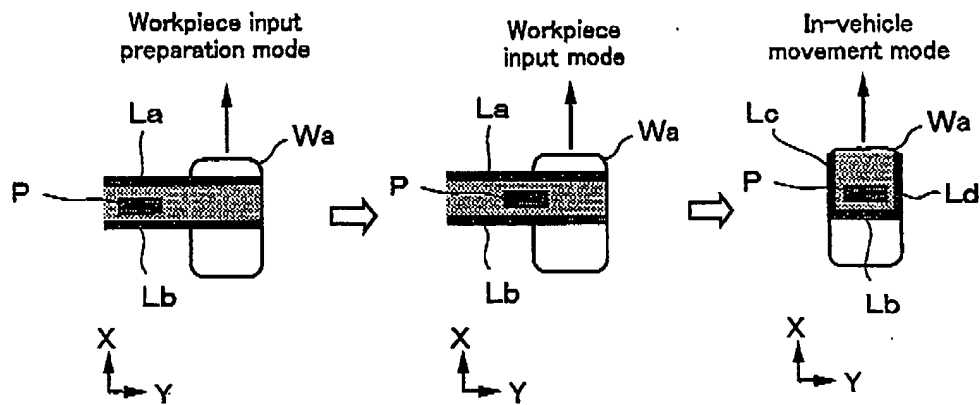 Workpiece input
preparation mode
Workpiece
input mode
In-vehicle
movement mode
La
Wa
P
Lb
La
Wa
P
Lb
Lc
Wa
P
Ld
Lb
X
Y
X
Y
X
Y